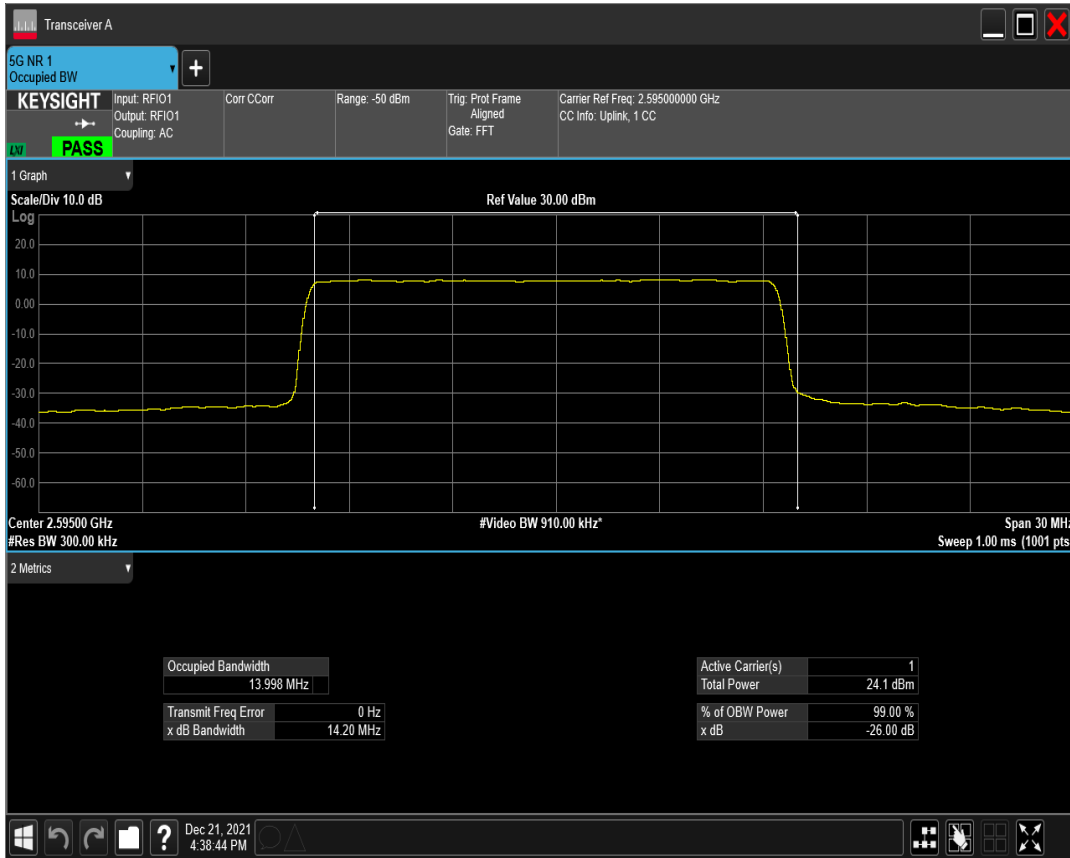 Transceiver A
5G NR 1
Occupied BW
+
KEYSIGHT
LXI
PASS
Input: RFIO1
Output: RFIO1
Coupling: AC
Corr CCorr
Range: -50 dBm
Trig: Prot Frame
Aligned
Gate: FFT
Carrier Ref Freq: 2.595000000 GHz
CC Info: Uplink, 1 CC
1 Graph
Scale/Div 10.0 dB
Ref Value 30.00 dBm
Log
20.0
10.0
0.00
-10.0
-20.0
-30.0
-40.0
-50.0
-60.0
Center 2.59500 GHz
#Video BW 910.00 kHz*
Span 30 MHz
#Res BW 300.00 kHz
Sweep 1.00 ms (1001 pts
2 Metrics
Occupied Bandwidth
13.998 MHz
Transmit Freq Error 0 Hz
x dB Bandwidth 14.20 MHz
Active Carrier(s) 1
Total Power 24.1 dBm
% of OBW Power 99.00 %
x dB -26.00 dB
?
Dec 21, 2021
4:38:44 PM